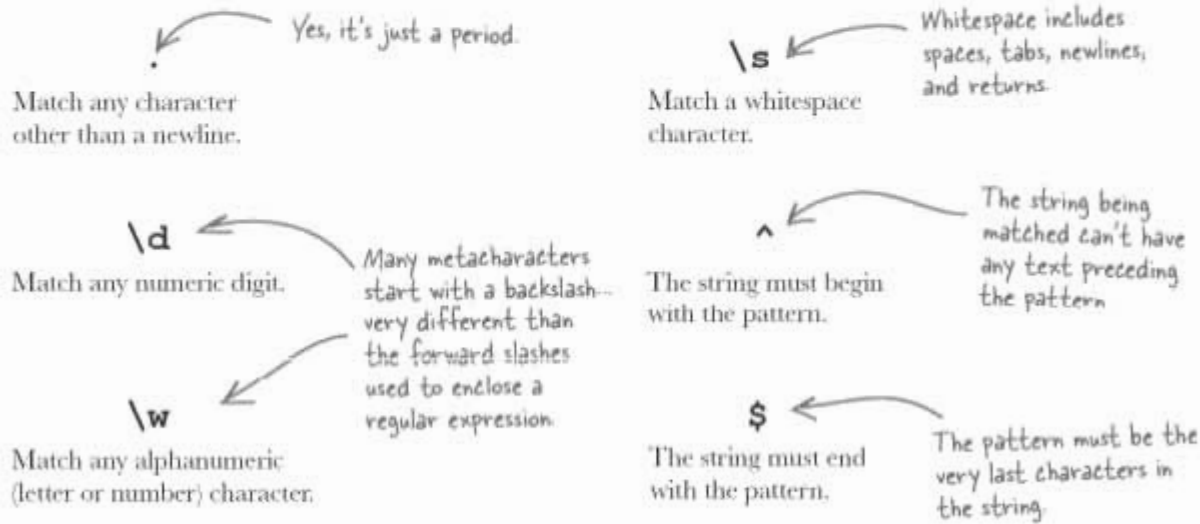 .
Yes, it's just a period.
Match any character
other than a newline.
\d
Match any numeric digit.
Many metacharacters
start with a backslash...
very different than
the forward slashes
used to enclose a
regular expression.
\w
Match any alphanumeric
(letter or number) character.
\s
Whitespace includes
spaces, tabs, newlines,
and returns.
Match a whitespace
character.
^
The string being
matched can't have
any text preceding
the pattern
The string must begin
with the pattern.
$
The string must end
with the pattern.
The pattern must be the
very last characters in
the string.